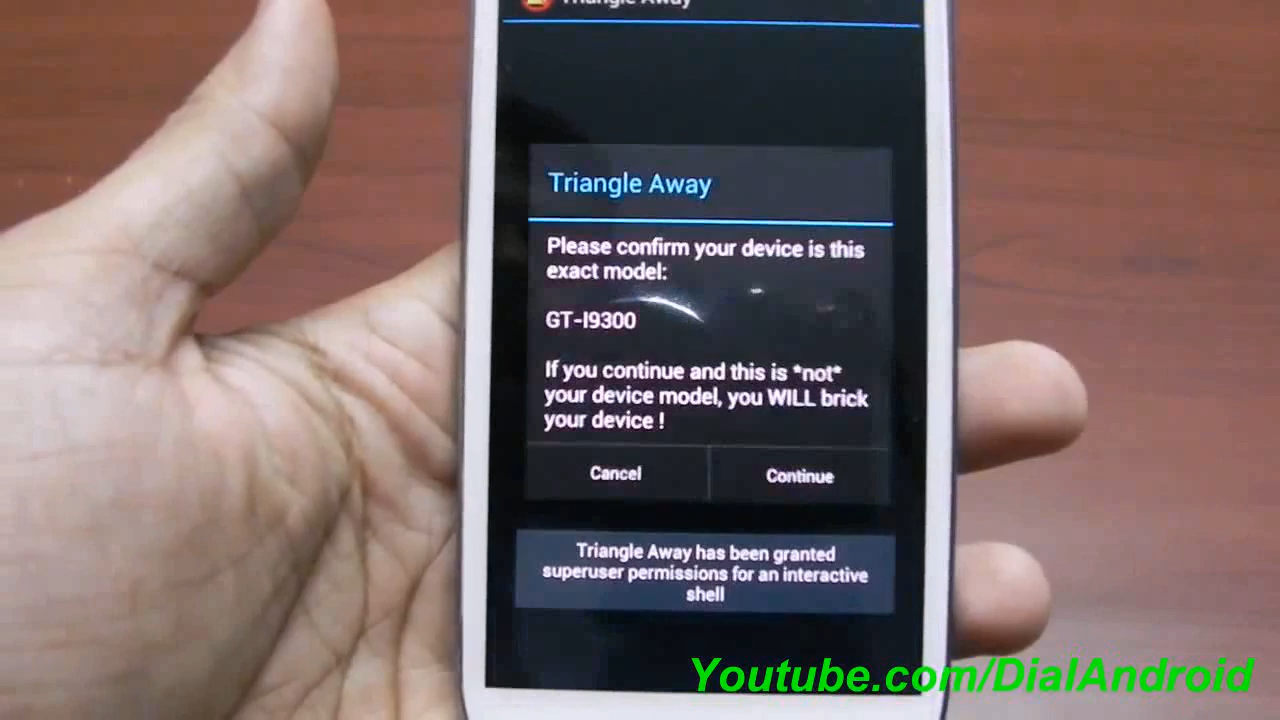 Triangle Away
Triangle Away
Please confirm your device is this
exact model:
GT-I9300
If you continue and this is *not*
your device model, you WILL brick
your device !
Cancel
Continue
Triangle Away has been granted
superuser permissions for an interactive
shell
Youtube.com/DialAndroid